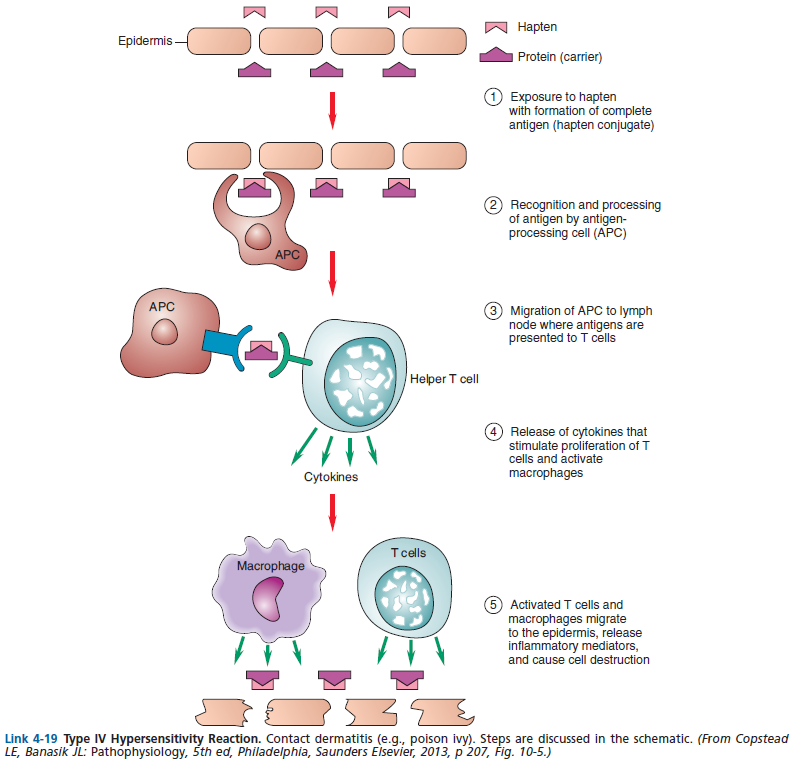 Hapten
Epidermis
Protein (carrier)
1 Exposure to hapten
with formation of complete
antigen (hapten conjugate)
2 Recognition and processing
of antigen by antigen-
processing cell (APC)
APC
APC
3 Migration of APC to lymph
node where antigens are
presented to T cells
Helper T cell
4 Release of cytokines that
stimulate proliferation of T
cells and activate
macrophages
Cytokines
Macrophage
T cells
5 Activated T cells and
macrophages migrate
to the epidermis, release
inflammatory mediators,
and cause cell destruction
Link 4-19 Type IV Hypersensitivity Reaction. Contact dermatitis (e.g., poison ivy). Steps are discussed in the schematic. (From Copstead
LE, Banasik JL: Pathophysiology, 5th ed, Philadelphia, Saunders Elsevier, 2013, p 207, Fig. 10-5.)